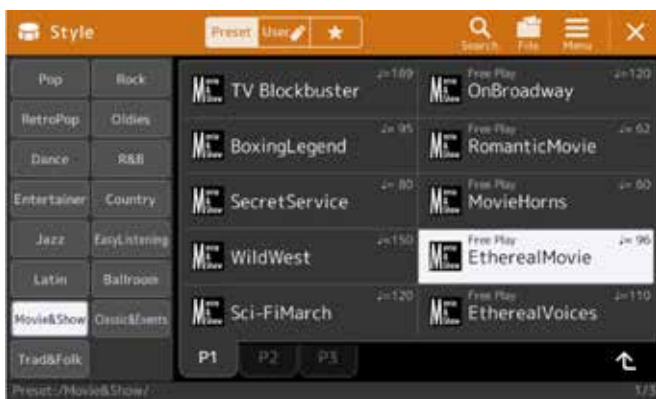 Style
Preset User ★
Search File Menu
Pop Rock
RetroPop Oldies
Dance R&B
Entertainer Country
Jazz EasyListening
Latin Ballroom
Movie&Show Classic&Events
Trad&Folk
TV Blockbuster ♩=189
BoxingLegend ♩= 95
SecretService ♩= 80
WildWest ♩=150
Sci-FiMarch ♩=120
Free Play ♩=120
OnBroadway
Free Play ♩= 62
RomanticMovie
Free Play ♩= 60
MovieHorns
Free Play ♩= 96
EtherealMovie
Free Play ♩=110
EtherealVoices
P1 P2 P3
Preset:/Movie&Show/ 1/3